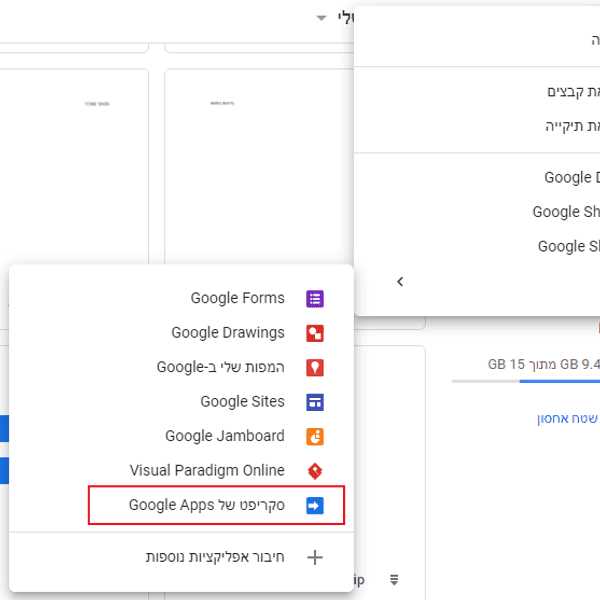 שלי
את קבצים
את תיקייה
Google
Google Sh
Google Sl
Google Forms
Google Drawings
המפות שלי ב-Google
Google Sites
Google Jamboard
Visual Paradigm Online
סקריפט של Google Apps
חיבור אפליקציות נוספות
9.4 GB מתוך 15 GB
שטח אחסון
ip